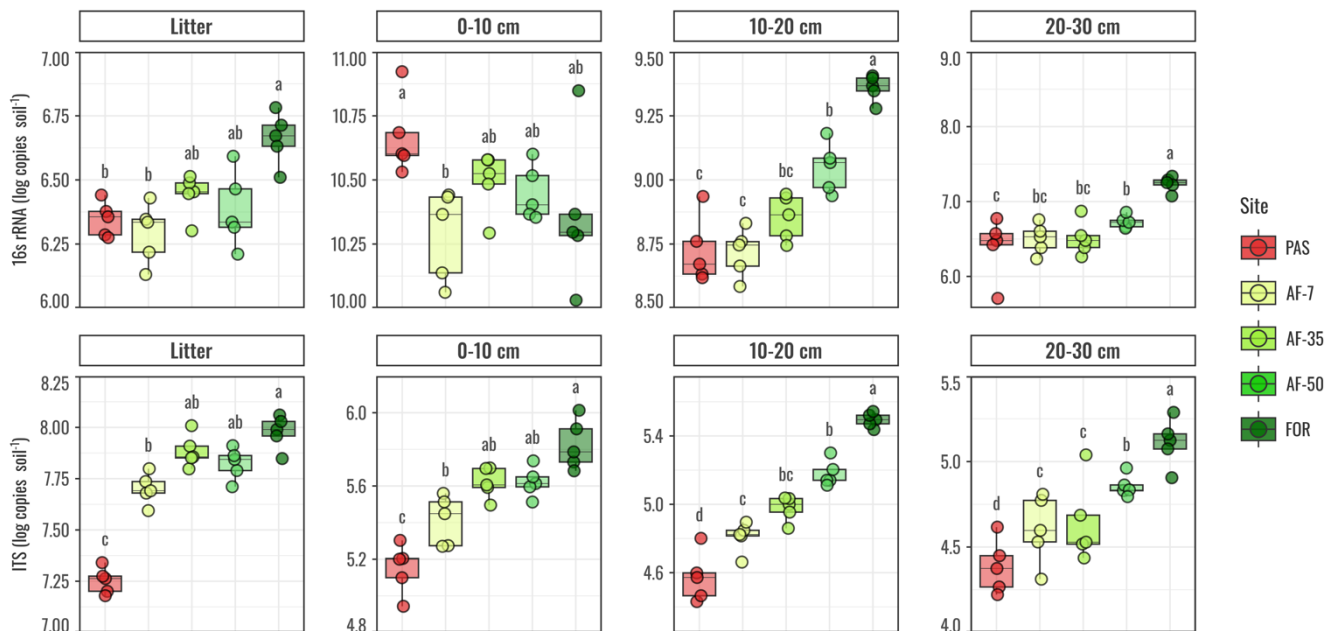 Litter
0-10 cm
10-20 cm
20-30 cm
16s rRNA (log copies soil⁻¹)
7.00
6.75
6.50
6.25
6.00
b
b
ab
ab
a
11.00
10.75
10.50
10.25
10.00
a
b
ab
ab
ab
9.50
9.25
9.00
8.75
8.50
c
c
bc
b
a
9.0
8.0
7.0
6.0
c
bc
bc
b
a
Site
PAS
AF-7
AF-35
AF-50
FOR
Litter
0-10 cm
10-20 cm
20-30 cm
ITS (log copies soil⁻¹)
8.25
8.00
7.75
7.50
7.25
7.00
c
b
ab
ab
a
6.0
5.6
5.2
4.8
c
b
ab
ab
a
5.4
5.0
4.6
d
c
bc
b
a
5.5
5.0
4.5
4.0
d
c
c
b
a